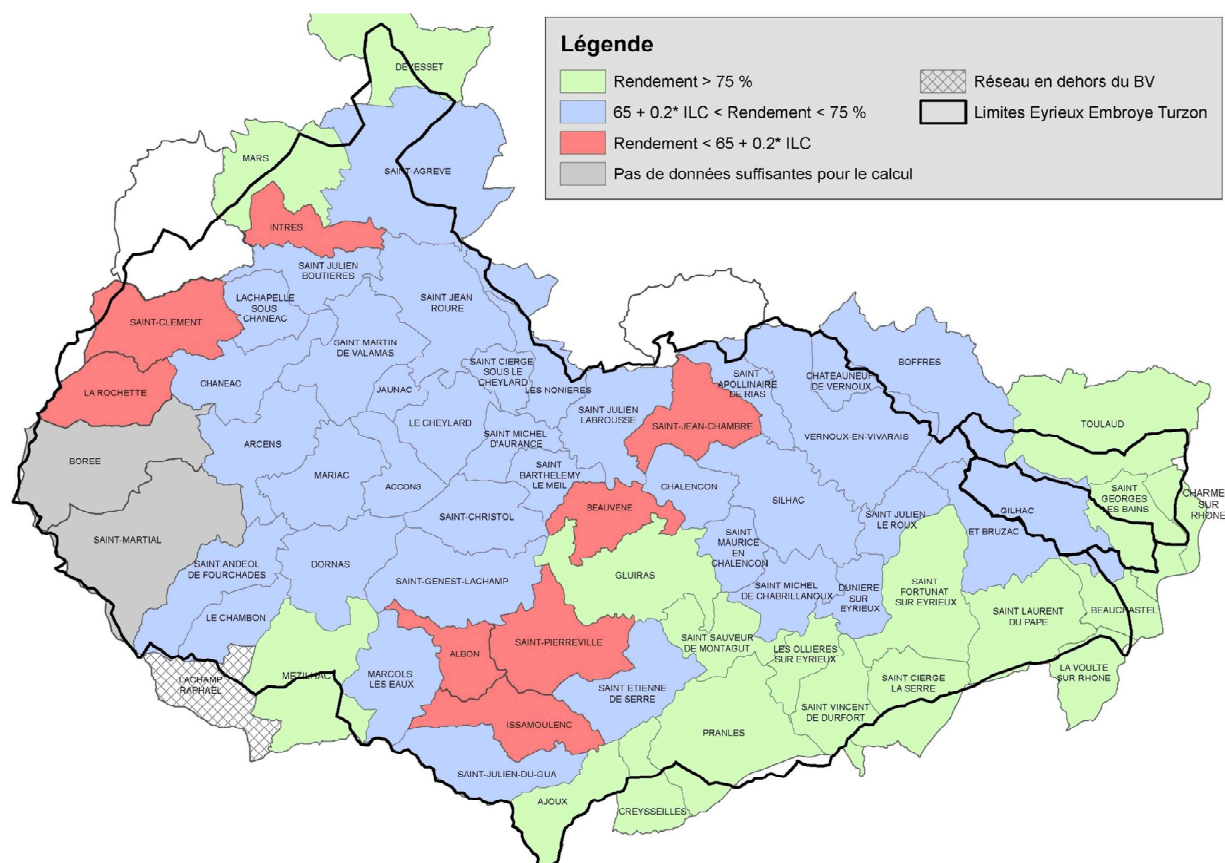 Légende
Rendement > 75 %
65 + 0.2* ILC < Rendement < 75 %
Rendement < 65 + 0.2* ILC
Pas de données suffisantes pour le calcul
Réseau en dehors du BV
Limites Eyrieux Embroye Turzon
DEVESSET
MARS
SAINT-AGREVE
INTRES
SAINT JULIEN
BOUTIERES
SAINT-CLEMENT
LACHAPELLE
SOUS
CHANEAC
SAINT JEAN
ROURE
SAINT MARTIN
DE VALAMAS
LA ROCHETTE
CHANEAC
JAUNAC
SAINT CIERGE
SOUS LE
CHEYLARD
LES NONIERES
SAINT
APOLLINAIRE
DE RIAS
CHATEAUNEUF
DE VERNOUX
BOFFRES
SAINT JULIEN
LABROUSSE
SAINT-JEAN-CHAMBRE
LE CHEYLARD
TOULAUD
ARCENS
SAINT MICHEL
D'AURANCE
VERNOUX-EN-VIVARAIS
BOREE
MARIAC
SAINT
BARTHELEMY
LE MEIL
ACCONS
CHALENCON
SILHAC
SAINT
GEORGES
LES BAINS
CHARMES
SUR
RHONE
BEAUVENE
SAINT-CHRISTOL
SAINT JULIEN
LE ROUX
GILHAC
ET BRUZAC
SAINT-MARTIAL
SAINT
MAURICE
EN
CHALENCON
SAINT ANDEOL
DE FOURCHADES
DORNAS
SAINT-GENEST-LACHAMP
GLUIRAS
SAINT MICHEL
DE CHABRILLANOUX
DUNIERE
SUR
EYRIEUX
SAINT
FORTUNAT
SUR EYRIEUX
LE CHAMBON
SAINT LAURENT
DU PAPE
BEAUCHASTEL
ALBON
SAINT-PIERREVILLE
SAINT SAUVEUR
DE MONTAGUT
LES OLLIERES
SUR EYRIEUX
LACHAMP
RAPHAEL
MEZILHAC
MARCOLS
LES EAUX
LA VOULTE
SUR RHONE
SAINT CIERGE
LA SERRE
SAINT ETIENNE
DE SERRE
SAINT VINCENT
DE DURFORT
ISSAMOULENC
PRANLES
SAINT-JULIEN-DU-GUA
AJOUX
CREYSSEILLES